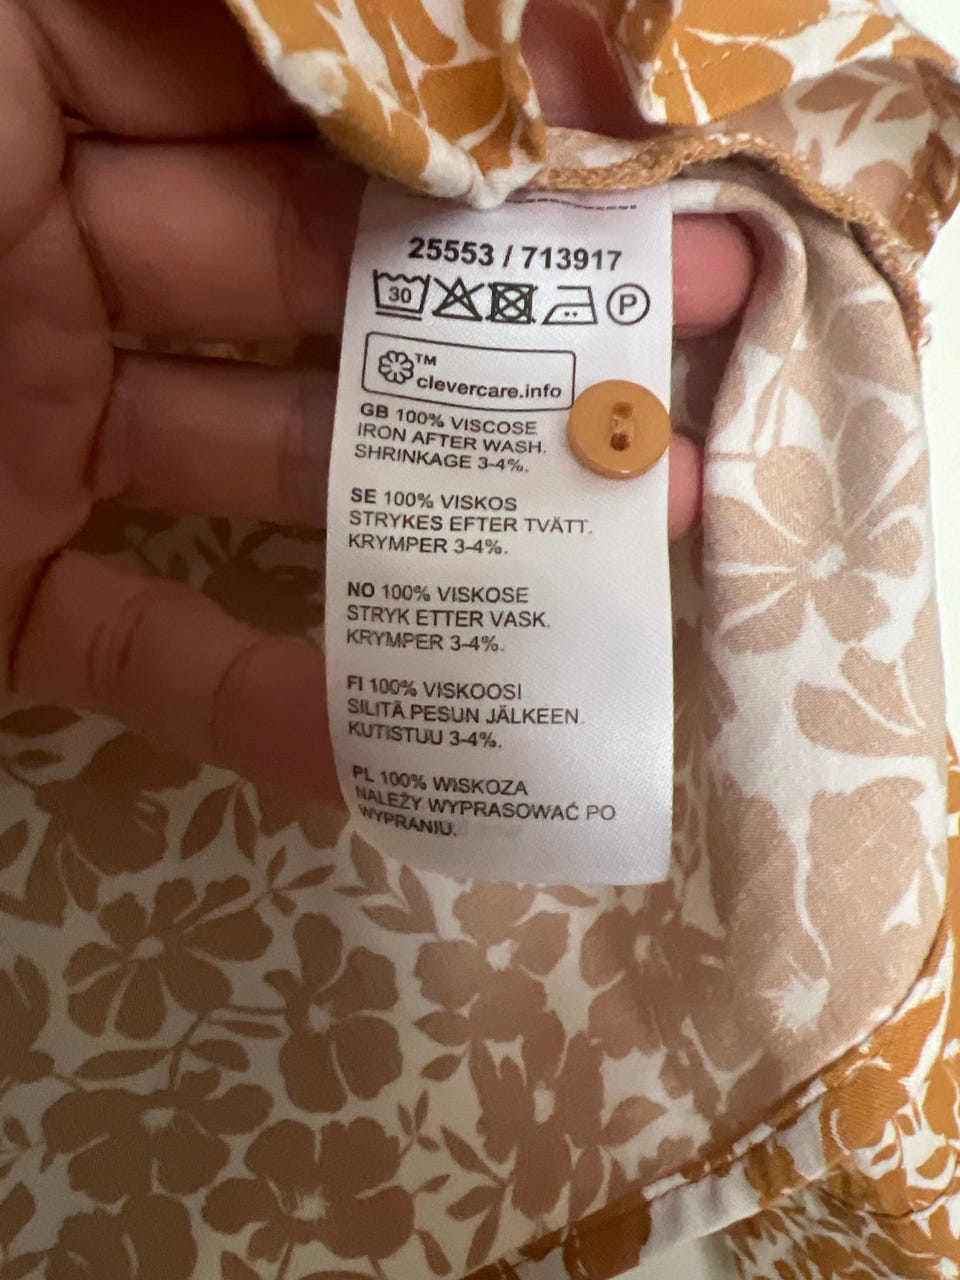 25553 / 713917
30 P
TM
clevercare.info
GB 100% VISCOSE
IRON AFTER WASH.
SHRINKAGE 3-4%.
SE 100% VISKOS
STRYKES EFTER TVÄTT.
KRYMPER 3-4%.
NO 100% VISKOSE
STRYK ETTER VASK.
KRYMPER 3-4%.
FI 100% VISKOOSI
SILITÄ PESUN JÄLKEEN.
KUTISTUU 3-4%.
PL 100% WISKOZA
NALEŻY WYPRASOWAĆ PO
WYPRANIU.